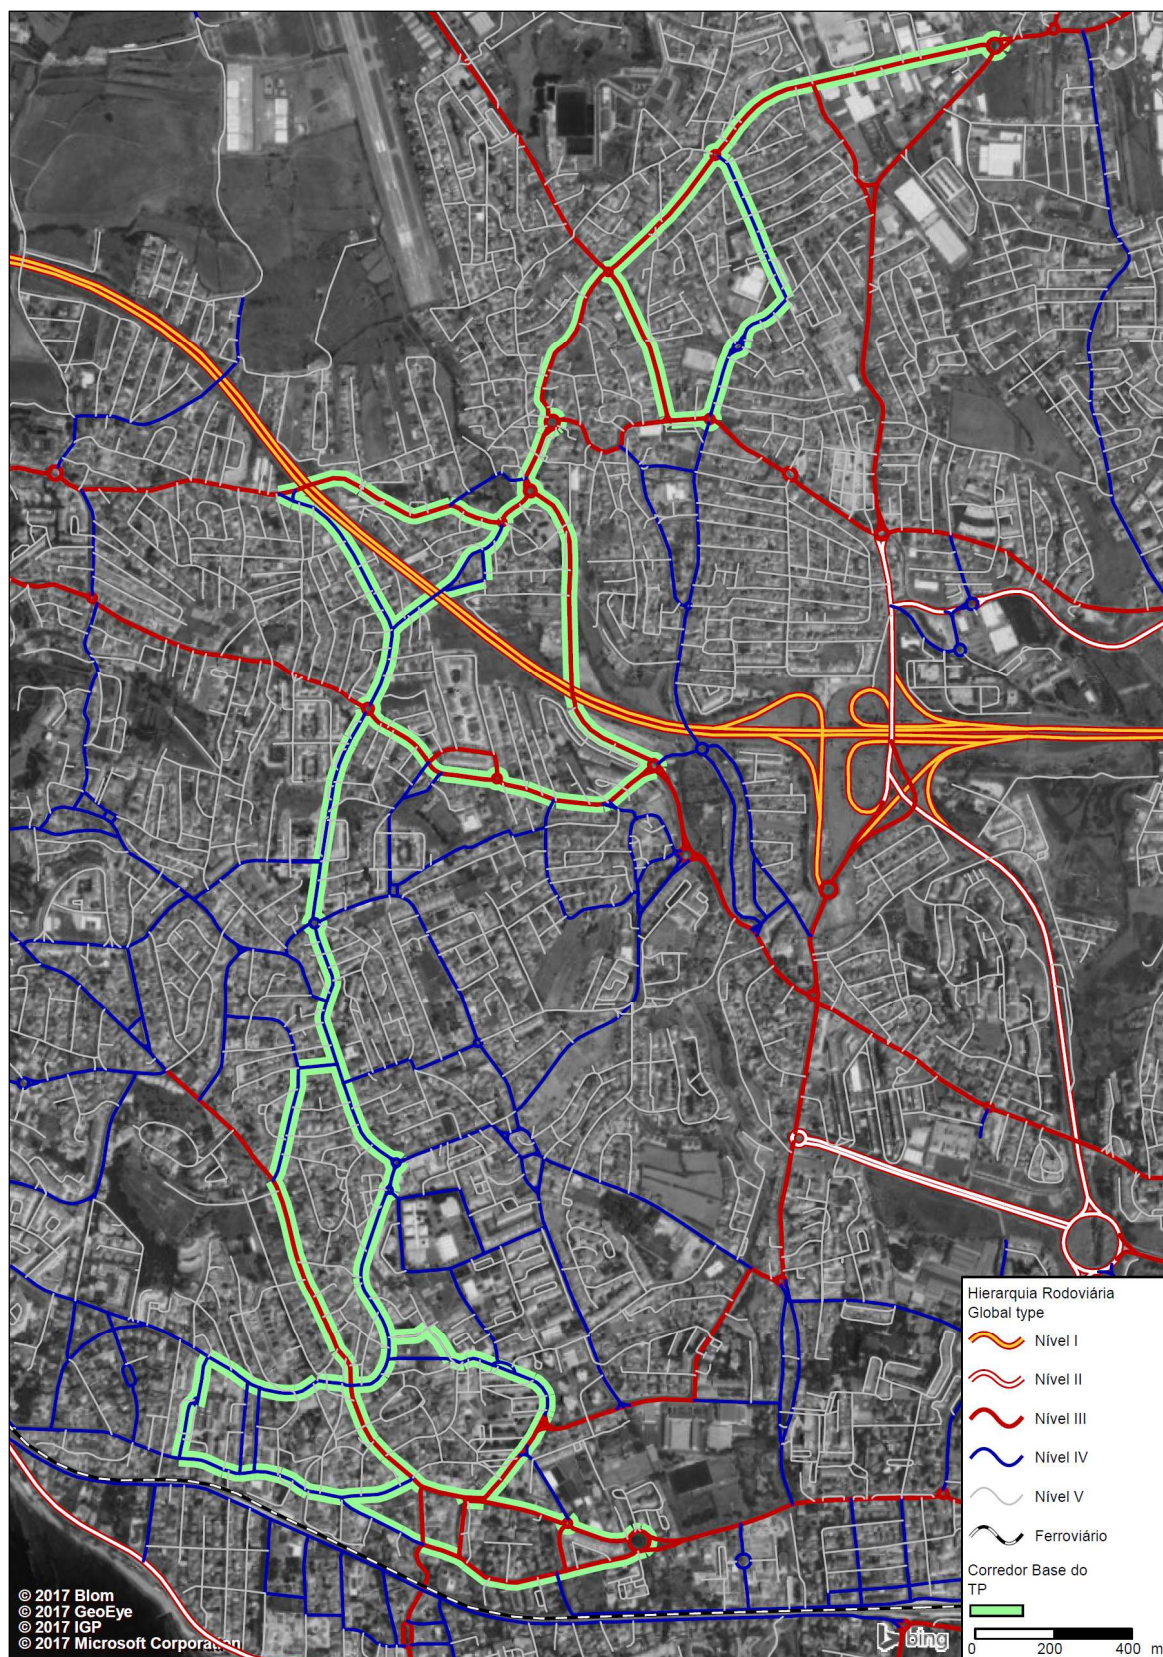 Hierarquia Rodoviária
Global type
Nível I
Nível II
Nível III
Nível IV
Nível V
Ferroviário
Corredor Base do
TP
0 200 400 m
© 2017 Blom
© 2017 GeoEye
© 2017 IGP
© 2017 Microsoft Corporation
bing